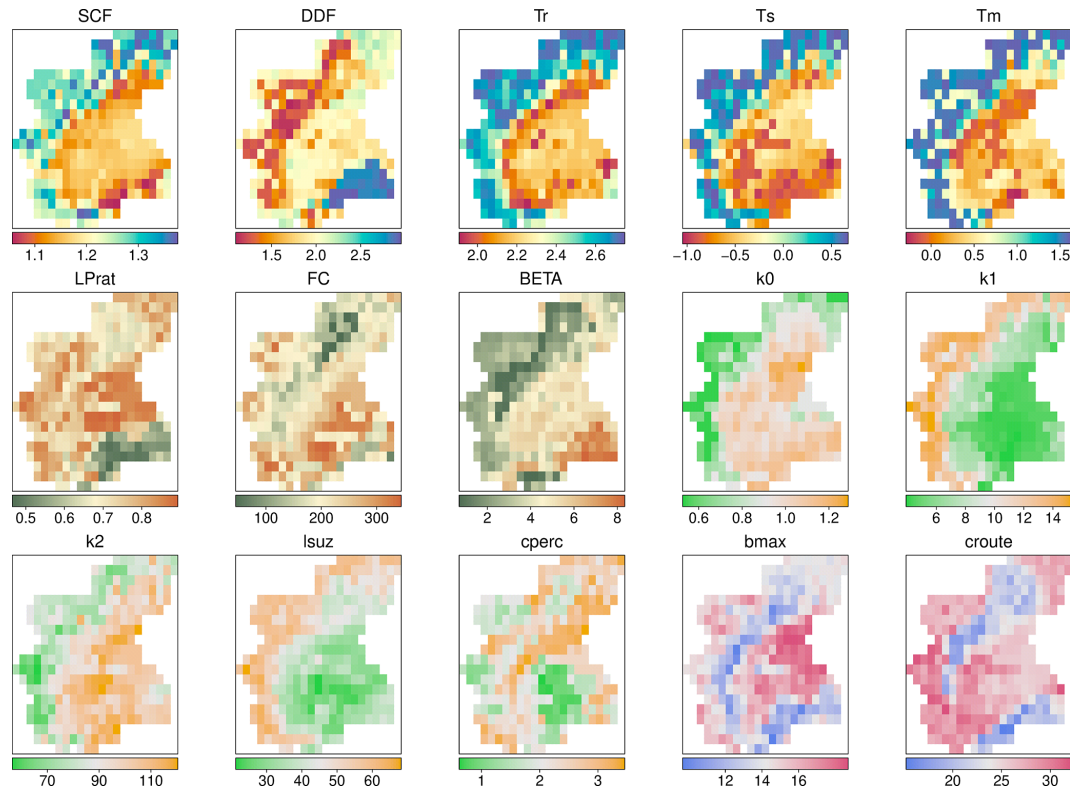 SCF DDF Tr Ts Tm
1.1 1.2 1.3 1.5 2.0 2.5 2.0 2.2 2.4 2.6 −1.0 −0.5 0.0 0.5 0.0 0.5 1.0 1.5
LPrat FC BETA k0 k1
0.5 0.6 0.7 0.8 100 200 300 2 4 6 8 0.6 0.8 1.0 1.2 6 8 10 14
k2 lsuz cperc bmax croute
70 90 110 30 40 50 60 1 2 3 12 14 16 20 25 30